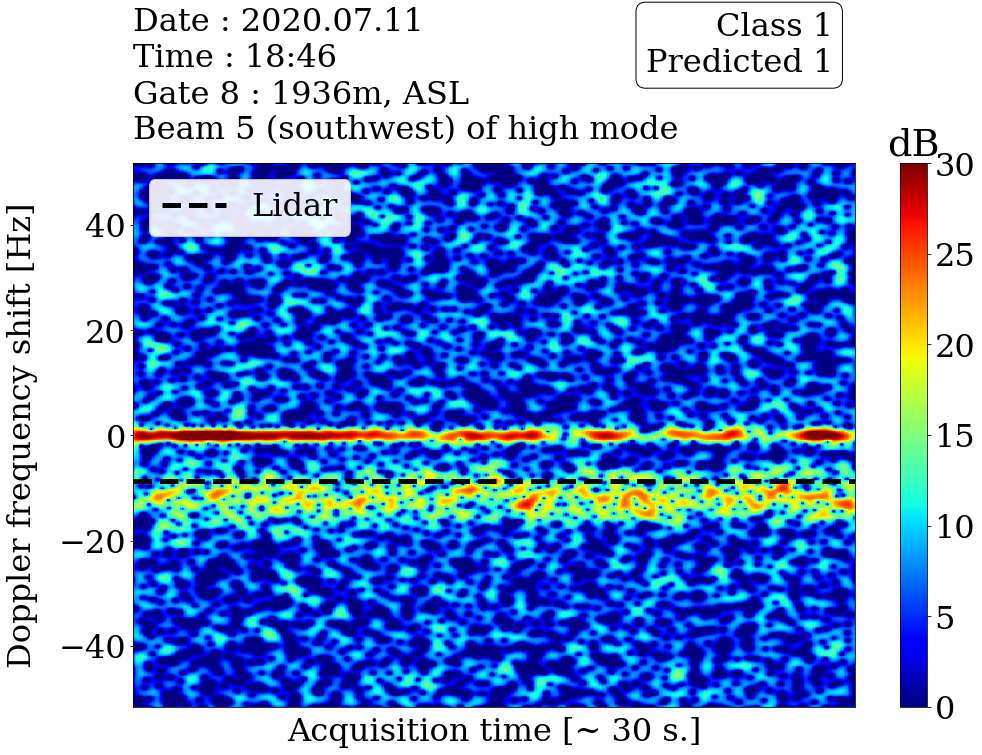 Date : 2020.07.11
Time : 18:46
Gate 8 : 1936m, ASL
Beam 5 (southwest) of high mode
Class 1
Predicted 1
dB
Lidar
Doppler frequency shift [Hz]
40
20
0
−20
−40
30
25
20
15
10
5
0
Acquisition time [~ 30 s.]